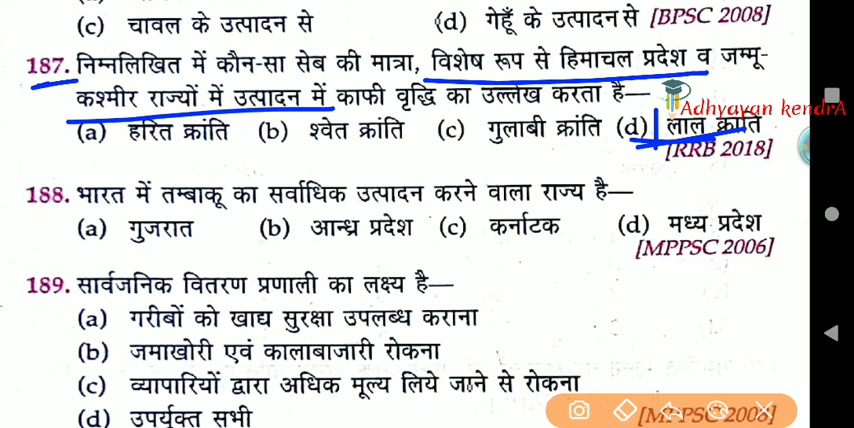 (c) चावल के उत्पादन से (d) गेहूँ के उत्पादन से [BPSC 2008]
187. निम्नलिखित में कौन-सा सेब की मात्रा, विशेष रूप से हिमाचल प्रदेश व जम्मू-
कश्मीर राज्यों में उत्पादन में काफी वृद्धि का उल्लेख करता है—
Adhyayan kendrA
(a) हरित क्रांति (b) श्वेत क्रांति (c) गुलाबी क्रांति (d) लाल क्रांति
[RRB 2018]
188. भारत में तम्बाकू का सर्वाधिक उत्पादन करने वाला राज्य है—
(a) गुजरात (b) आन्ध्र प्रदेश (c) कर्नाटक (d) मध्य प्रदेश
[MPPSC 2006]
189. सार्वजनिक वितरण प्रणाली का लक्ष्य है—
(a) गरीबों को खाद्य सुरक्षा उपलब्ध कराना
(b) जमाखोरी एवं कालाबाजारी रोकना
(c) व्यापारियों द्वारा अधिक मूल्य लिये जाने से रोकना
(d) उपर्युक्त सभी [MPPSC 2008]